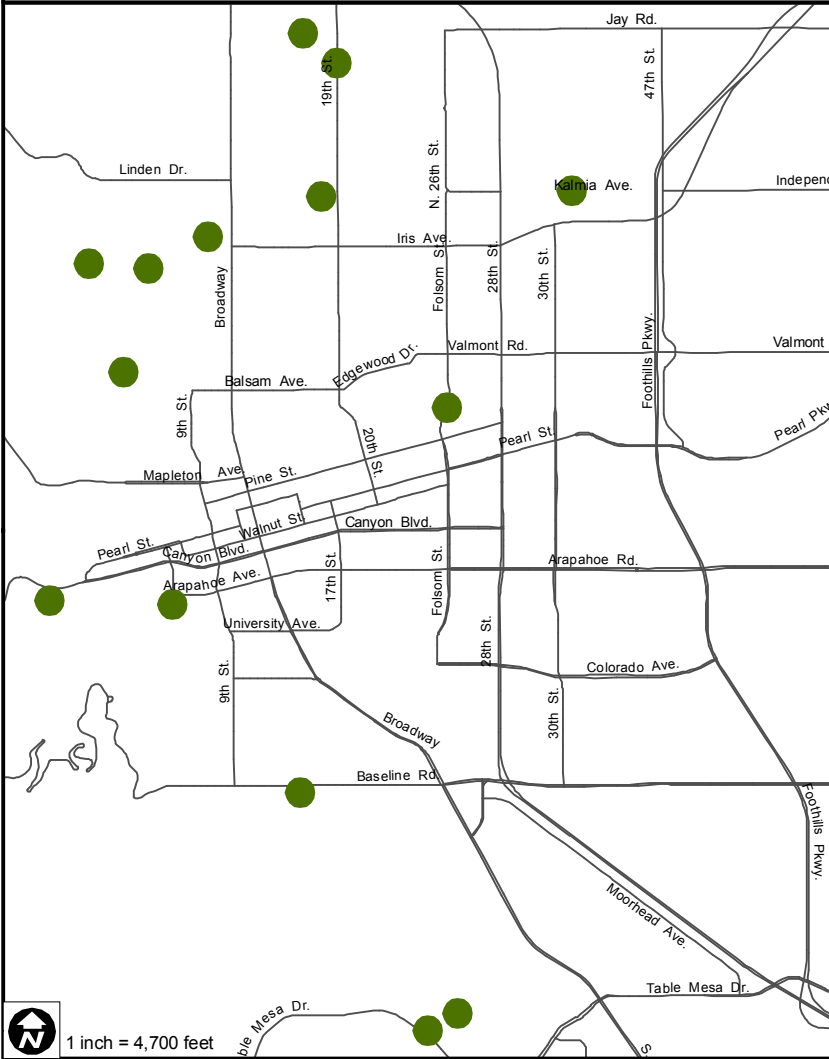 Jay Rd.
19th St.
47th St.
Linden Dr.
N. 26th St.
Kalmia Ave.
Independ
Iris Ave.
Broadway
Folsom St.
28th St.
30th St.
Foothills Pkwy.
Valmont Rd.
Valmont
Edgewood Dr.
Balsam Ave.
9th St.
20th St.
Pearl St.
Pearl Pkw
Mapleton Ave.
Pine St.
Walnut St.
Canyon Blvd.
Pearl St.
Canyon Blvd.
Arapahoe Rd.
Arapahoe Ave.
17th St.
Folsom St.
University Ave.
28th St.
9th St.
Colorado Ave.
30th St.
Broadway
Baseline Rd.
Foothills Pkwy.
Moorhead Ave.
Table Mesa Dr.
ble Mesa Dr.
S.
N
1 inch = 4,700 feet